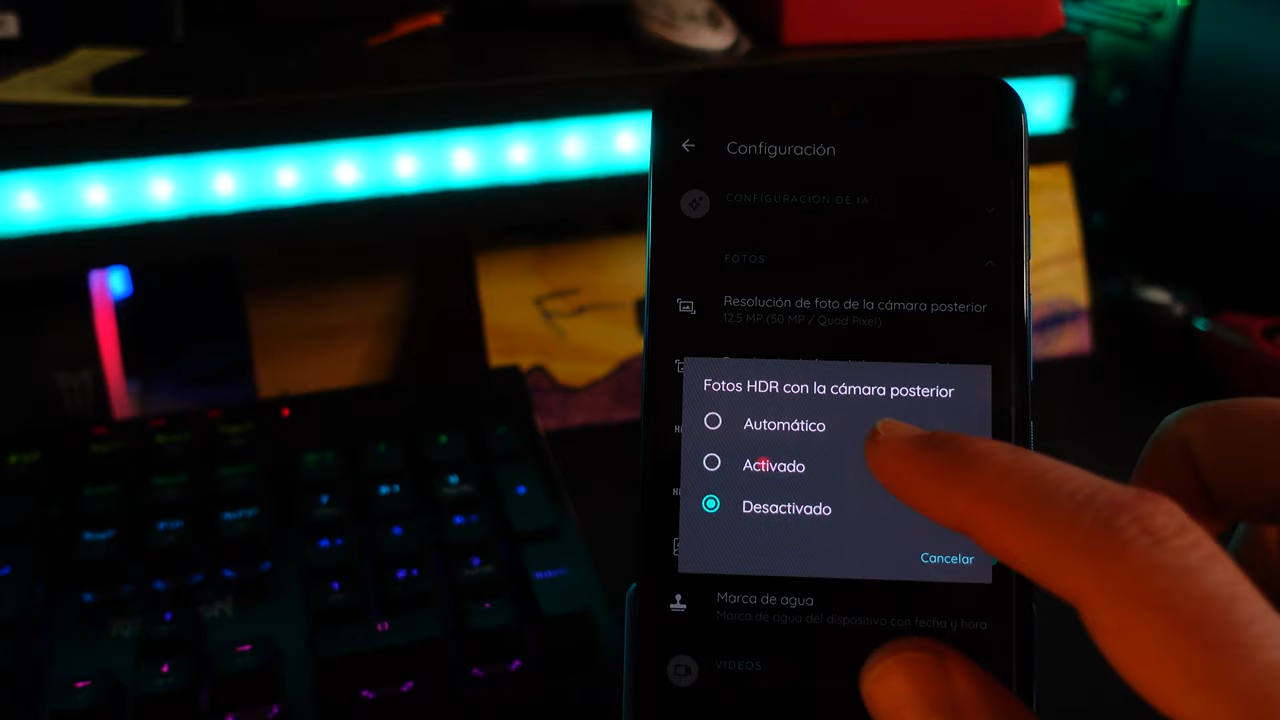 Configuración
CONFIGURACIÓN DE IA
FOTOS
Resolución de foto de la cámara posterior
12.5 MP (50 MP / Quad Pixel)
Fotos HDR con la cámara posterior
Automático
Activado
Desactivado
Cancelar
Marca de agua
Marca de agua del dispositivo con fecha y hora
VIDEOS